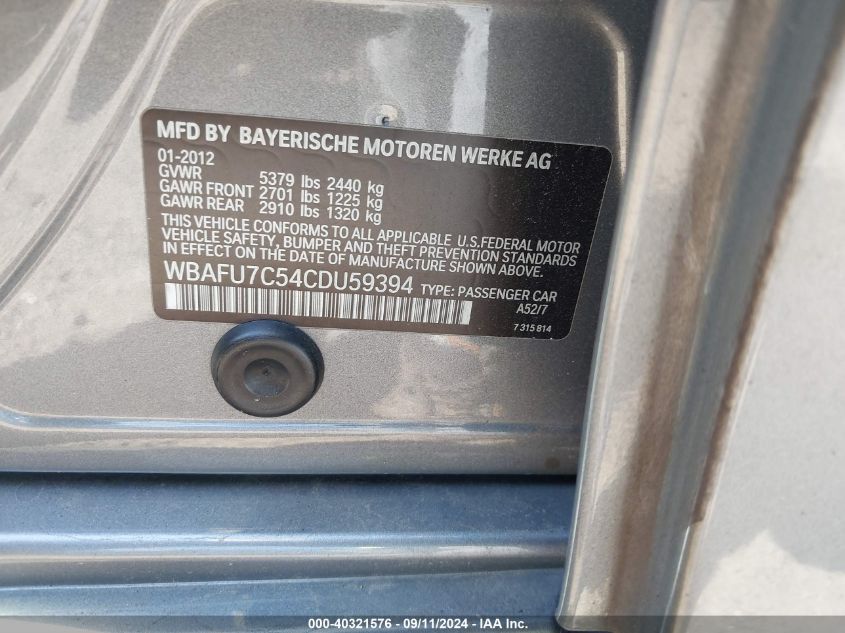 MFD BY BAYERISCHE MOTOREN WERKE AG
01-2012
GVWR 5379 lbs 2440 kg
GAWR FRONT 2701 lbs 1225 kg
GAWR REAR 2910 lbs 1320 kg
THIS VEHICLE CONFORMS TO ALL APPLICABLE U.S.FEDERAL MOTOR
VEHICLE SAFETY, BUMPER AND THEFT PREVENTION STANDARDS
IN EFFECT ON THE DATE OF MANUFACTURE SHOWN ABOVE.
WBAFU7C54CDU59394 TYPE: PASSENGER CAR
A52/7
7 315 814
000-40321576 - 09/11/2024 - IAAI.com